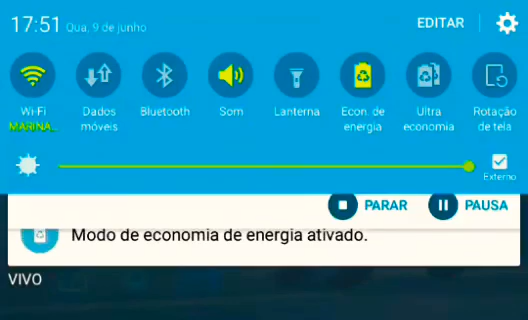 17:51 Qua, 9 de junho EDITAR
Wi-Fi
MARINA...
Dados
móveis
Bluetooth
Som
Lanterna
Econ. de
energia
Ultra
economia
Rotação
de tela
Externo
PARAR PAUSA
Modo de economia de energia ativado.
VIVO